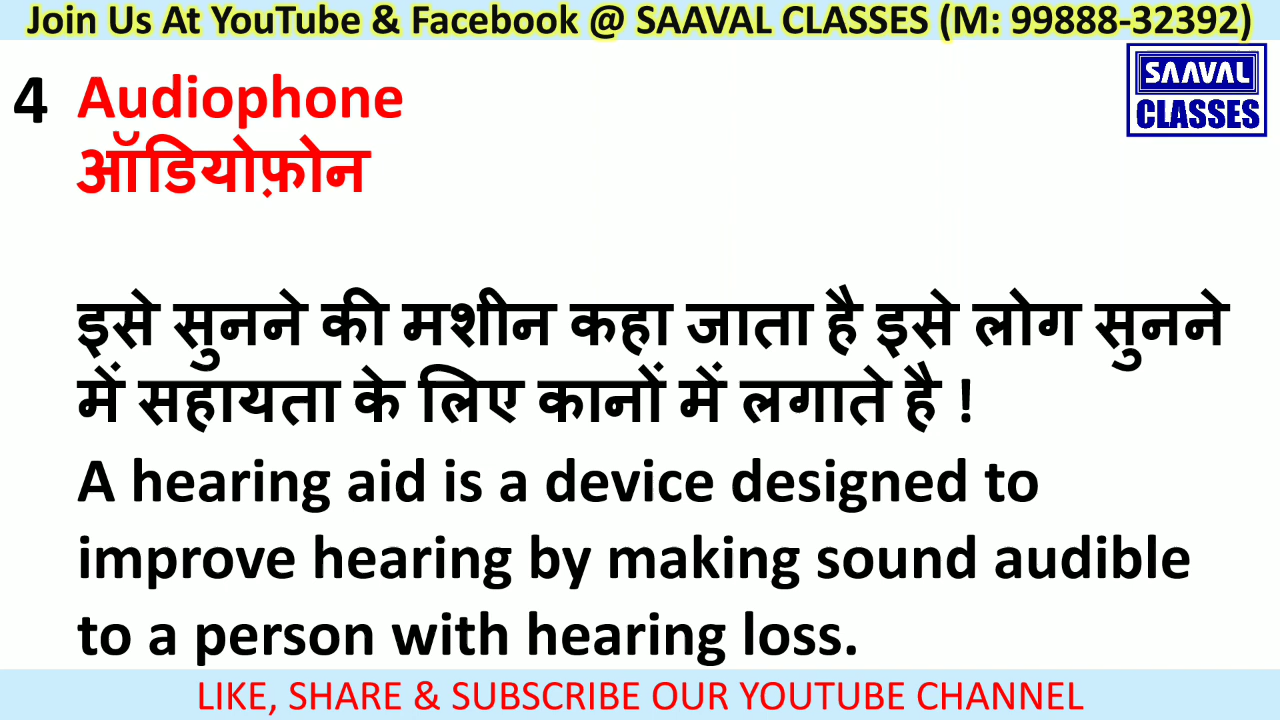 Join Us At YouTube & Facebook @ SAAVAL CLASSES (M: 99888-32392)
SAAVAL
CLASSES
4 Audiophone
ऑडियोफ़ोन
इसे सुनने की मशीन कहा जाता है इसे लोग सुनने
में सहायता के लिए कानों में लगाते है !
A hearing aid is a device designed to
improve hearing by making sound audible
to a person with hearing loss.
LIKE, SHARE & SUBSCRIBE OUR YOUTUBE CHANNEL